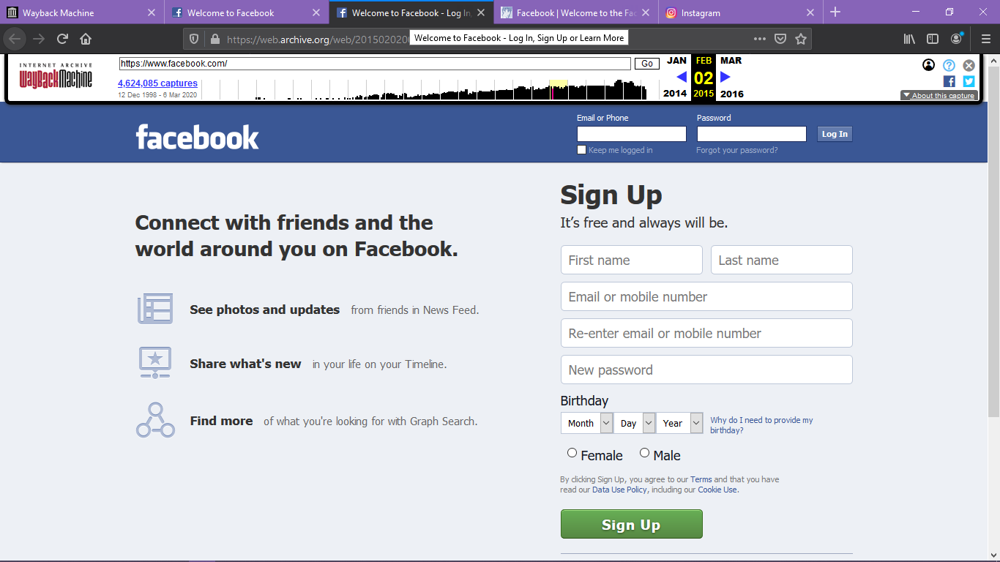 Wayback Machine
Welcome to Facebook
Welcome to Facebook - Log In,
Facebook | Welcome to the Fac
Instagram
https://web.archive.org/web/2015020200
Welcome to Facebook - Log In, Sign Up or Learn More
INTERNET ARCHIVE
WayBackMachine
https://www.facebook.com/
Go
JAN
FEB
MAR
4,624,085 captures
02
12 Dec 1998 - 6 Mar 2020
2014
2015
2016
About this capture
facebook
Email or Phone
Password
Log In
Keep me logged in
Forgot your password?
Connect with friends and the
world around you on Facebook.
See photos and updates from friends in News Feed.
Share what's new in your life on your Timeline.
Find more of what you're looking for with Graph Search.
Sign Up
It’s free and always will be.
First name
Last name
Email or mobile number
Re-enter email or mobile number
New password
Birthday
Month
Day
Year
Why do I need to provide my
birthday?
Female
Male
By clicking Sign Up, you agree to our Terms and that you have
read our Data Use Policy, including our Cookie Use.
Sign Up